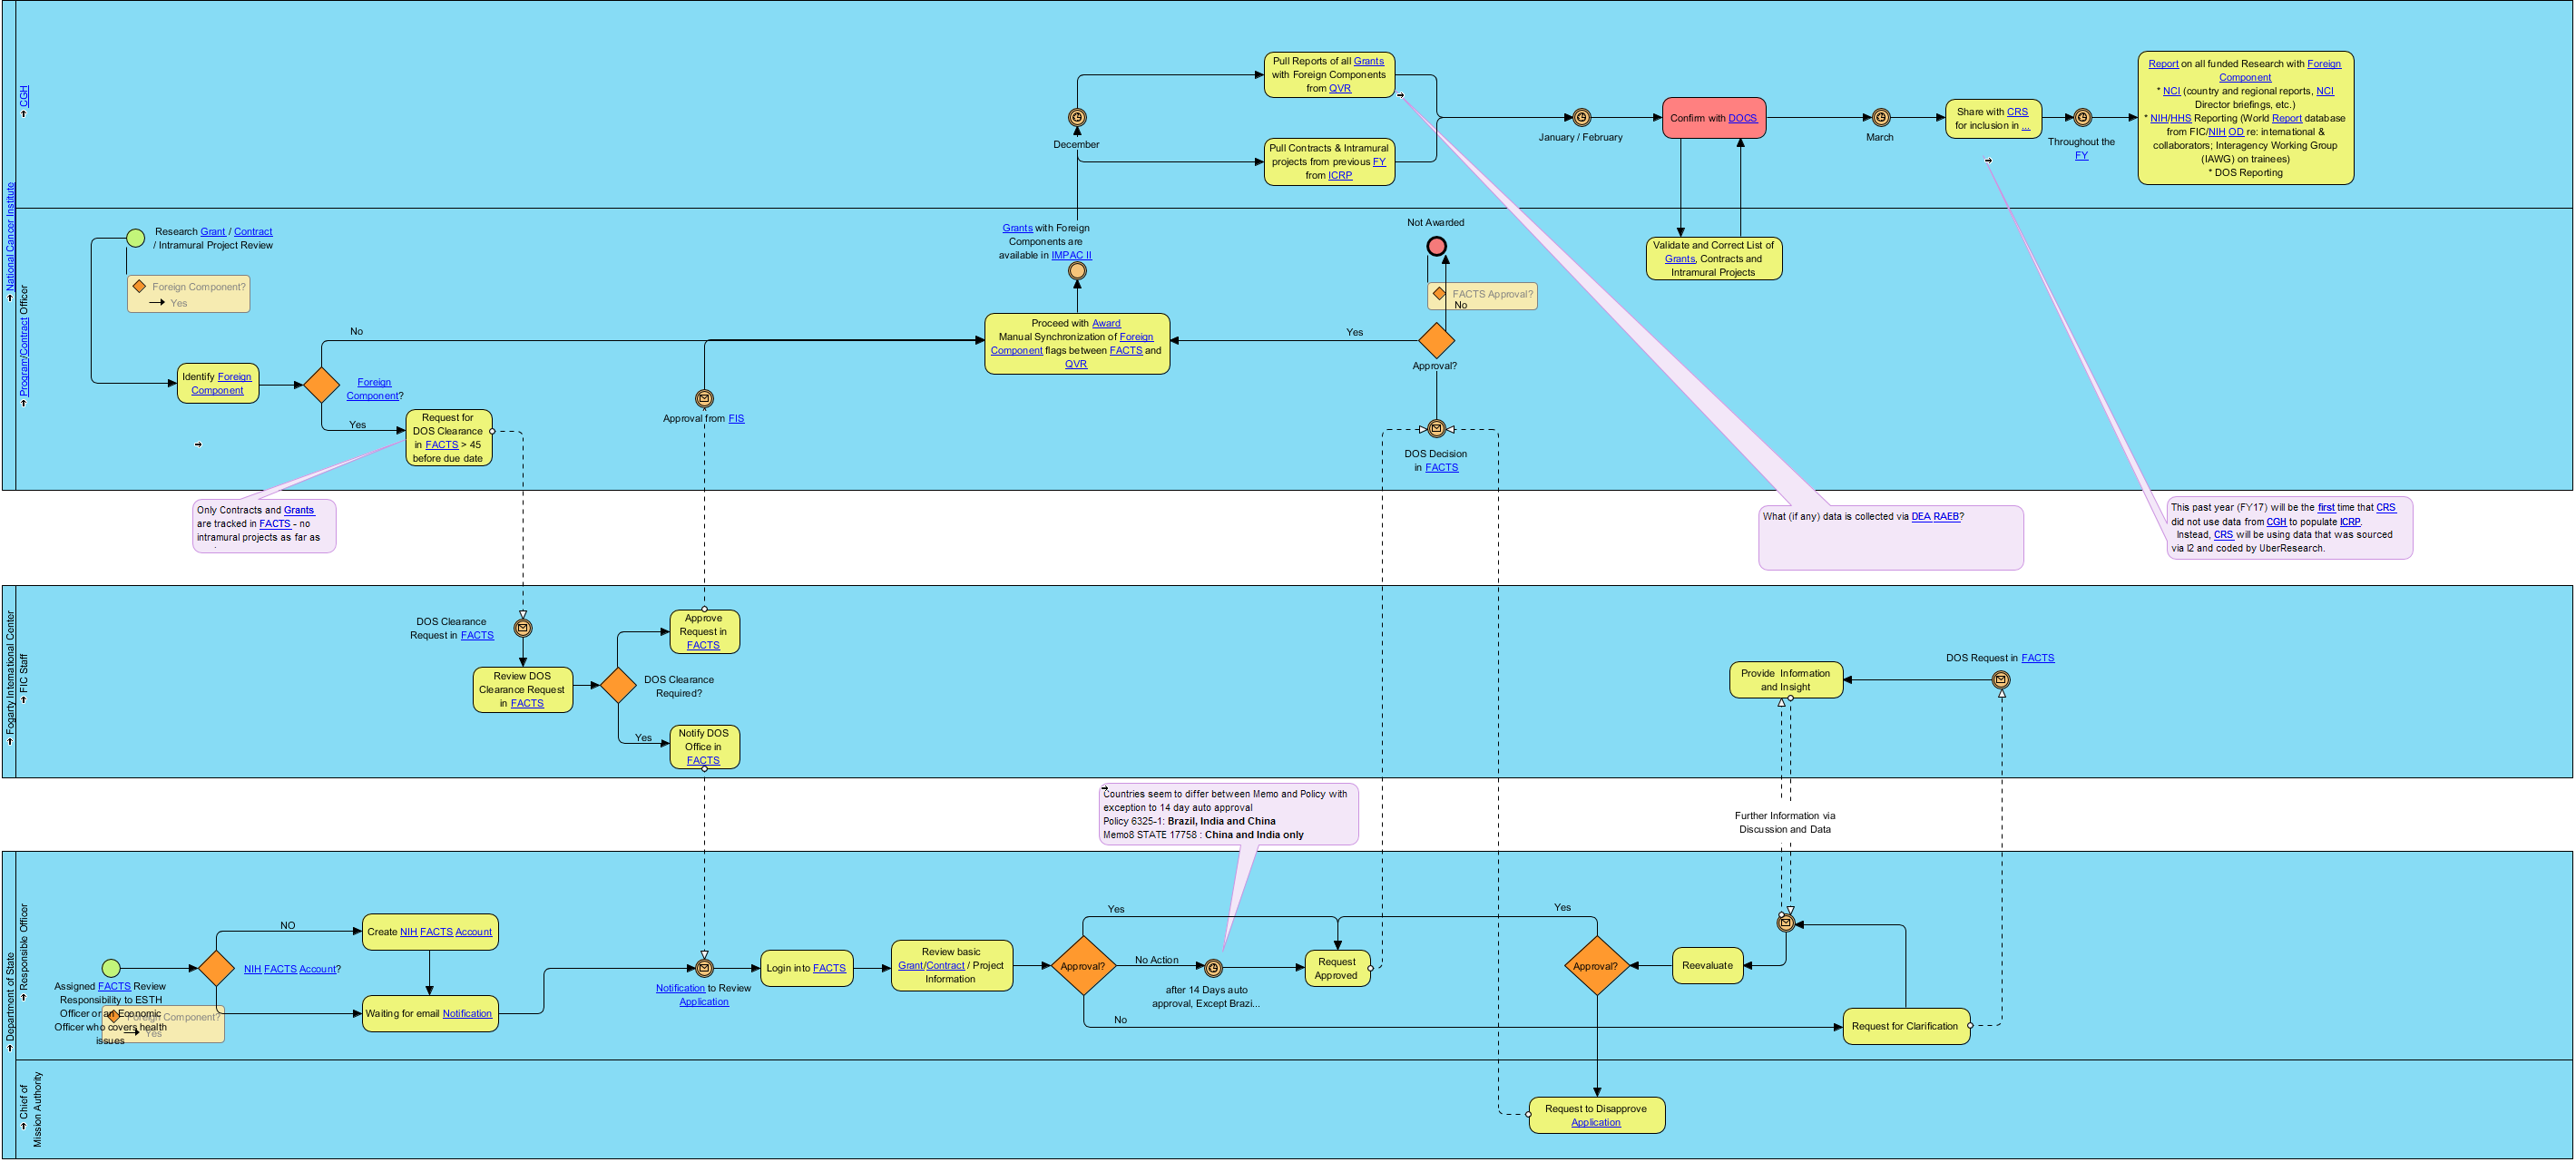 National Cancer Institute
CGH
December
Pull Reports of all Grants
with Foreign Components
from QVR
Pull Contracts & Intramural
projects from previous FY
from ICRP
January / February
Confirm with DOCS
March
Share with CRS
for inclusion in ...
Throughout the
FY
Report on all funded Research with Foreign
Component
* NCI (country and regional reports, NCI
Director briefings, etc.)
* NIH/HHS Reporting (World Report database
from FIC/NIH OD re: international &
collaborators; Interagency Working Group
(IAWG) on trainees)
* DOS Reporting
Program/Contract Officer
Research Grant / Contract
/ Intramural Project Review
Foreign Component?
Yes
Identify Foreign
Component
No
Foreign
Component?
Yes
Request for
DOS Clearance
in FACTS > 45
before due date
Approval from FIS
Grants with Foreign
Components are
available in IMPAC II
Proceed with Award
Manual Synchronization of Foreign
Component flags between FACTS and
QVR
Yes
Not Awarded
FACTS Approval?
No
Approval?
DOS Decision
in FACTS
Validate and Correct List of
Grants, Contracts and
Intramural Projects
Only Contracts and Grants
are tracked in FACTS - no
intramural projects as far as
What (if any) data is collected via DEA RAEB?
This past year (FY17) will be the first time that CRS
did not use data from CGH to populate ICRP.
Instead, CRS will be using data that was sourced
via I2 and coded by UberResearch.
Fogarty International Center
FIC Staff
DOS Clearance
Request in FACTS
Review DOS
Clearance Request
in FACTS
DOS Clearance
Required?
Approve
Request in
FACTS
Yes
Notify DOS
Office in
FACTS
Provide Information
and Insight
DOS Request in FACTS
Countries seem to differ between Memo and Policy with
exception to 14 day auto approval
Policy 6325-1: Brazil, India and China
Memo8 STATE 17758 : China and India only
Further Information via
Discussion and Data
Department of State
Responsible Officer
Assigned FACTS Review
Responsibility to ESTH
Officer or an Economic
Officer who covers health
issues
Foreign Component?
Yes
NO
NIH FACTS Account?
Create NIH FACTS Account
Waiting for email Notification
Notification to Review
Application
Login into FACTS
Review basic
Grant/Contract / Project
Information
Approval?
Yes
No Action
No
after 14 Days auto
approval, Except Brazi...
Request
Approved
Yes
Approval?
Reevaluate
Request for Clarification
Chief of
Mission Authority
Request to Disapprove
Application